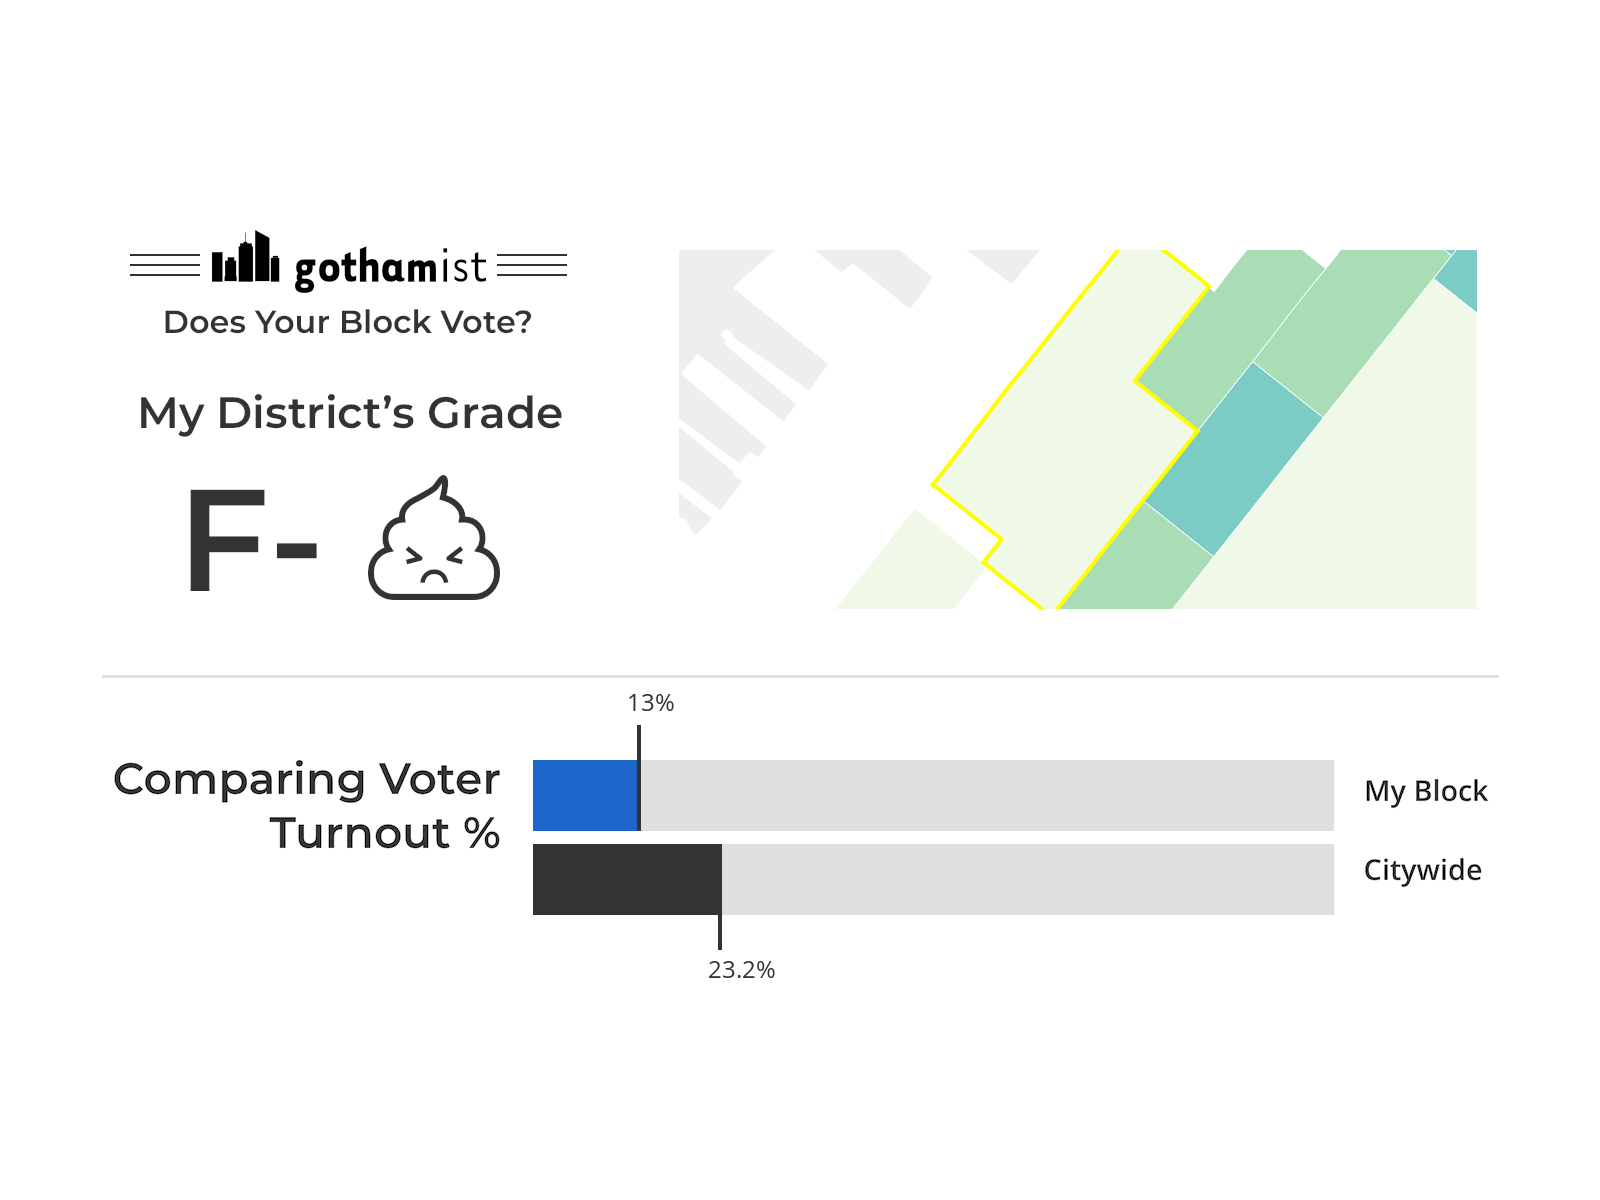 gothamist
Does Your Block Vote?
My District’s Grade
F-
13%
Comparing Voter
Turnout %
My Block
Citywide
23.2%